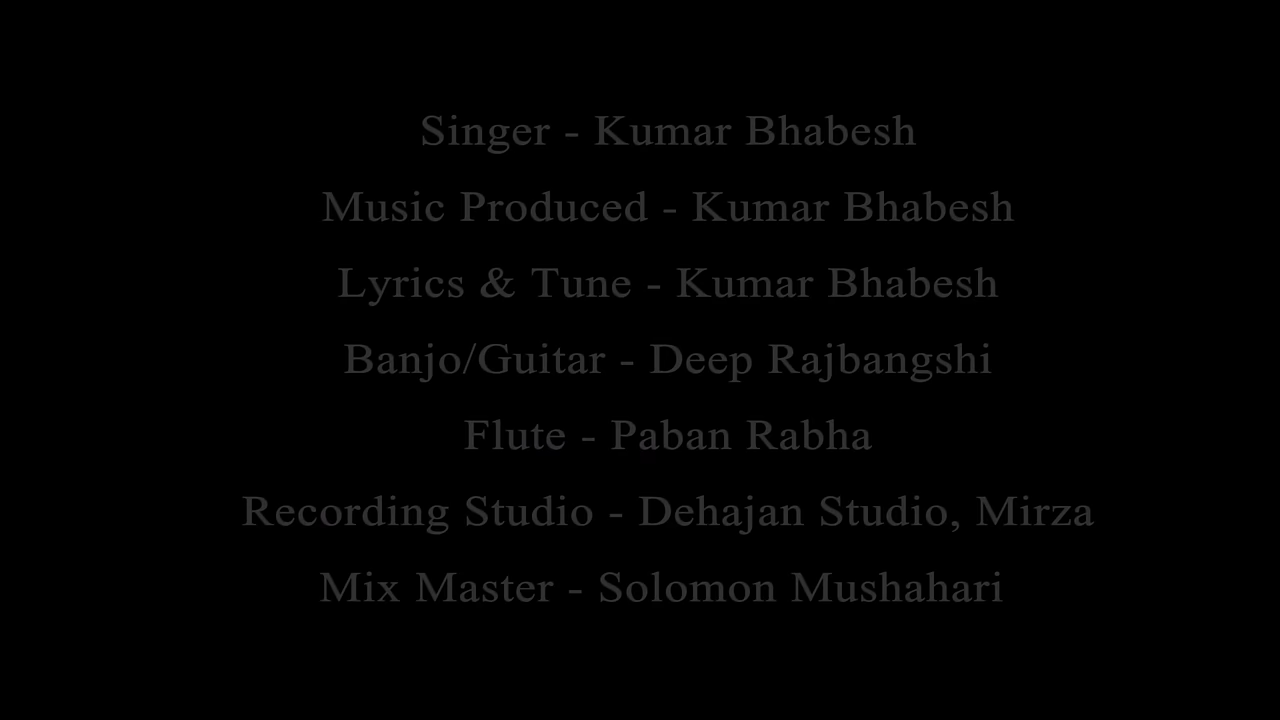 Singer - Kumar Bhabesh
Music Produced - Kumar Bhabesh
Lyrics & Tune - Kumar Bhabesh
Banjo/Guitar - Deep Rajbangshi
Flute - Paban Rabha
Recording Studio - Dehajan Studio, Mirza
Mix Master - Solomon Mushahari